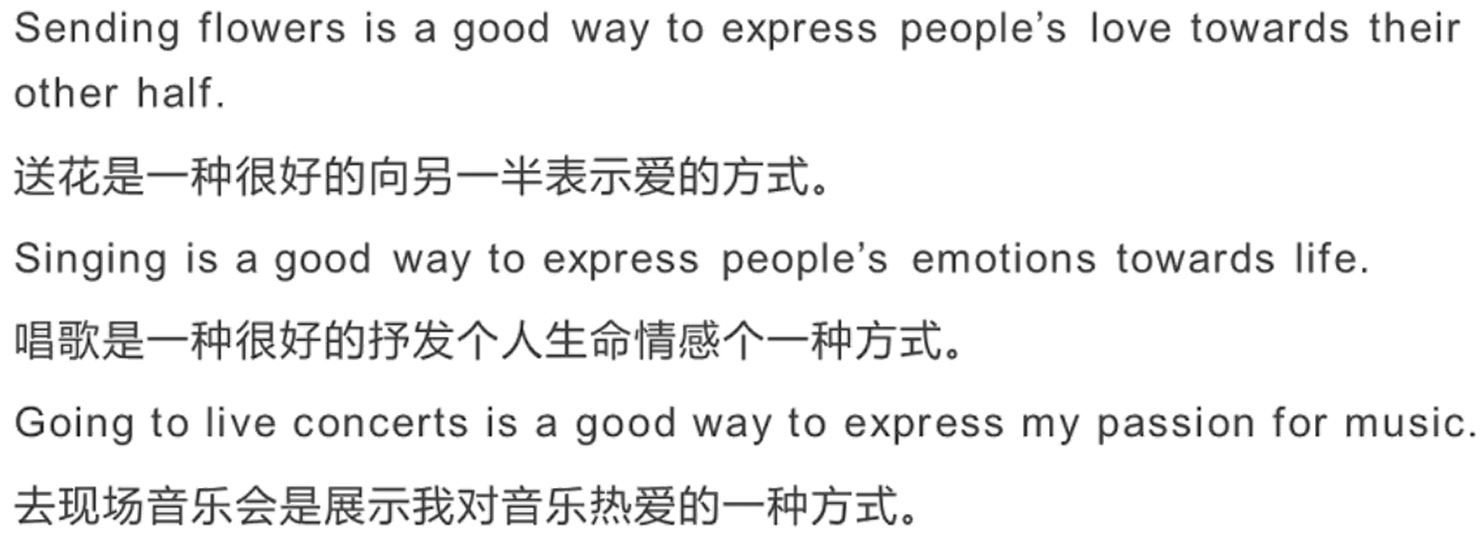 Sending flowers is a good way to express people’s love towards their
other half.
送花是一种很好的向另一半表示爱的方式。
Singing is a good way to express people’s emotions towards life.
唱歌是一种很好的抒发个人生命情感个一种方式。
Going to live concerts is a good way to express my passion for music.
去现场音乐会是展示我对音乐热爱的一种方式。